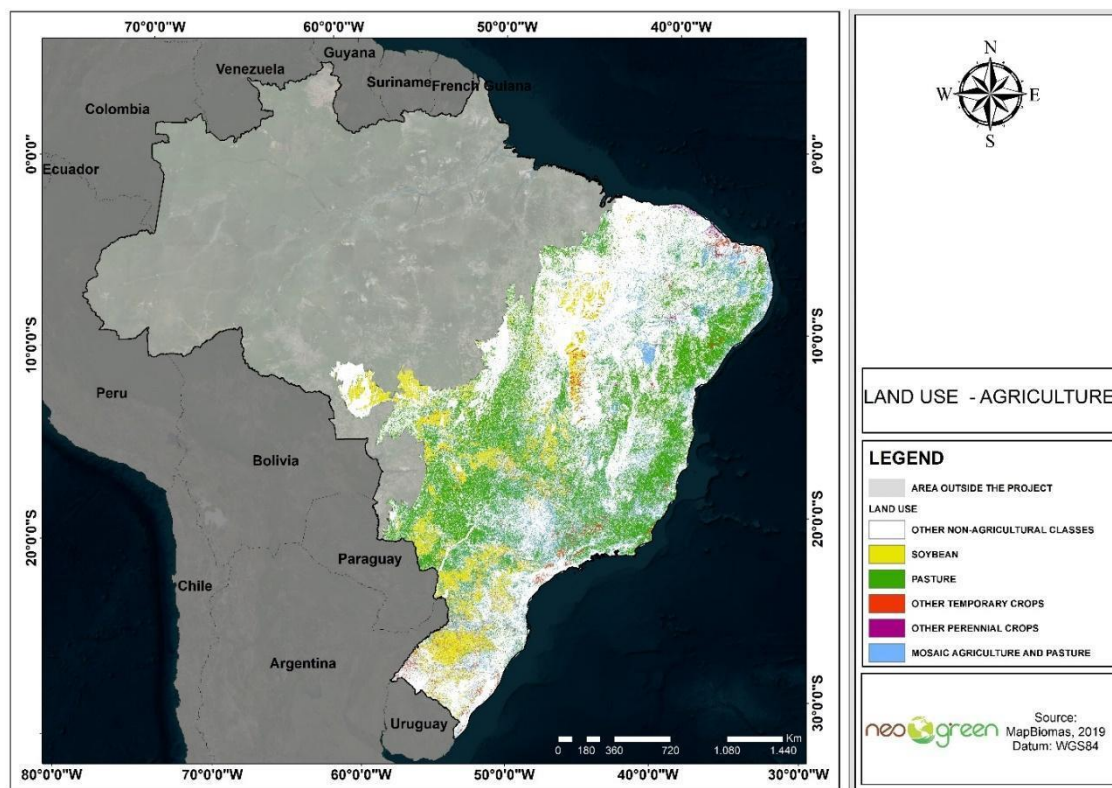 70°0'0"W 60°0'0"W 50°0'0"W 40°0'0"W
Guyana
Venezuela
Suriname French Guiana
Colombia
0°0'0" 0°0'0"
Ecuador
10°0'0"S 10°0'0"S
Peru
Bolivia
20°0'0"S 20°0'0"S
Paraguay
Chile
Argentina
30°0'0"S
Uruguay
Km
0 180 360 720 1.080 1.440
80°0'0"W 70°0'0"W 60°0'0"W 50°0'0"W 40°0'0"W 30°0'0"W
N
W E
S
LAND USE - AGRICULTURE
LEGEND
AREA OUTSIDE THE PROJECT
LAND USE
OTHER NON-AGRICULTURAL CLASSES
SOYBEAN
PASTURE
OTHER TEMPORARY CROPS
OTHER PERENNIAL CROPS
MOSAIC AGRICULTURE AND PASTURE
neogreen
Source:
MapBiomas, 2019
Datum: WGS84